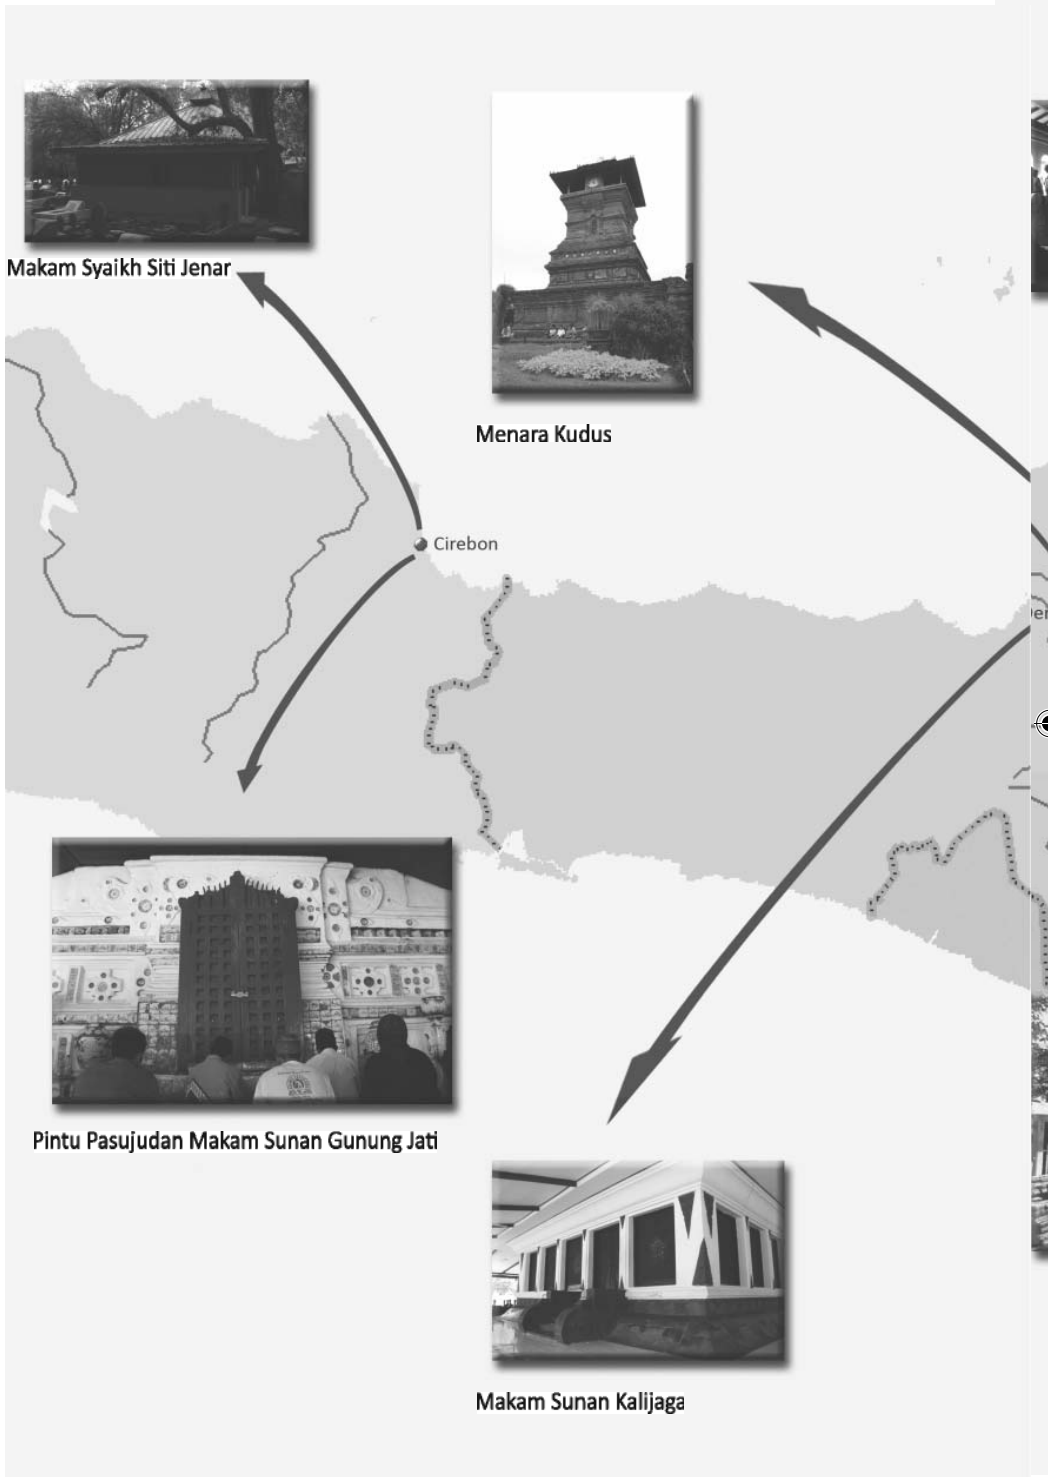 Makam Syaikh Siti Jenar
Menara Kudus
Cirebon
Pintu Pasujudan Makam Sunan Gunung Jati
Makam Sunan Kalijaga